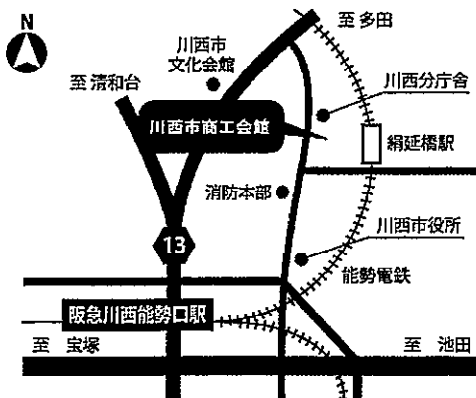 N
至 多田
川西市
文化会館
至 清和台
川西分庁舎
川西市商工会館
絹延橋駅
消防本部
13
川西市役所
能勢電鉄
阪急川西能勢口駅
至 宝塚
至 池田